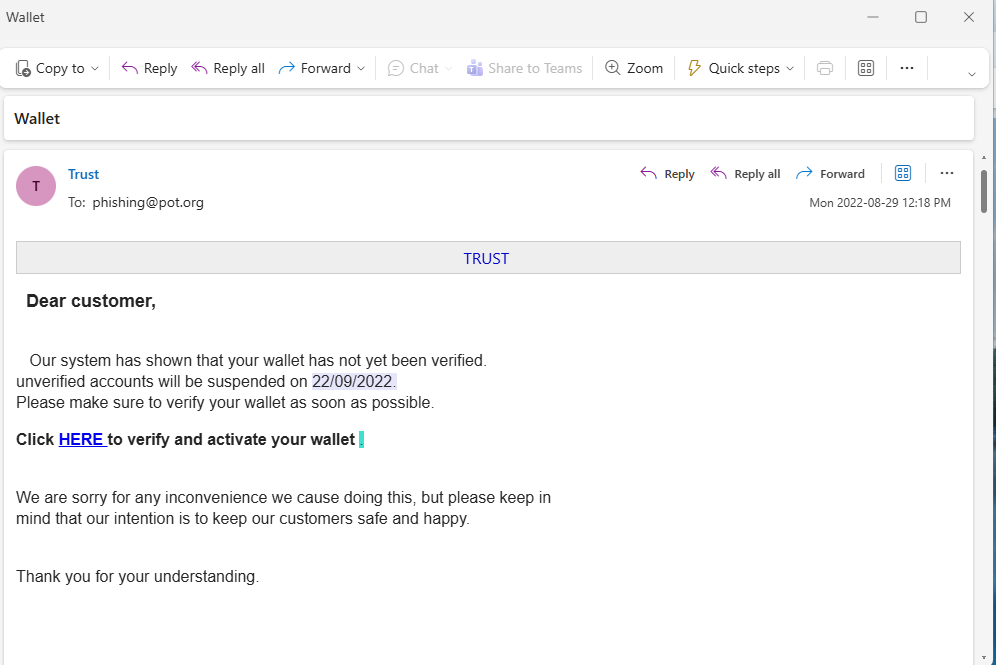 Wallet
Copy to Reply Reply all Forward Chat Share to Teams Zoom Quick steps ...
Wallet
T
Trust
Reply Reply all Forward ...
To: phishing@pot.org
Mon 2022-08-29 12:18 PM
TRUST
Dear customer,
Our system has shown that your wallet has not yet been verified.
unverified accounts will be suspended on 22/09/2022.
Please make sure to verify your wallet as soon as possible.
Click HERE to verify and activate your wallet .
We are sorry for any inconvenience we cause doing this, but please keep in
mind that our intention is to keep our customers safe and happy.
Thank you for your understanding.